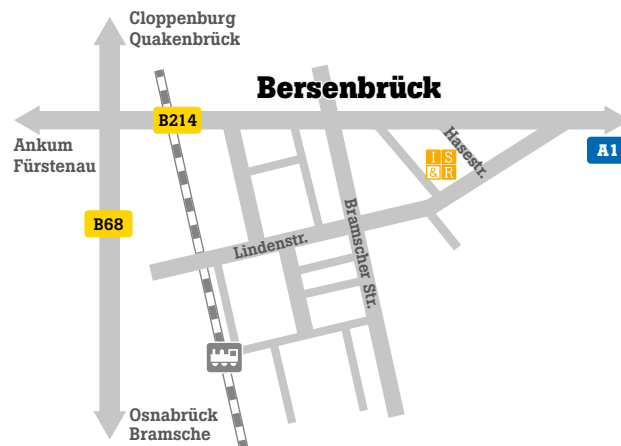 Cloppenburg
Quakenbrück
Bersenbrück
B214
Ankum
Fürstenau
Hasestr.
A1
IS
&R
B68
Bramscher Str.
Lindenstr.
Osnabrück
Bramsche